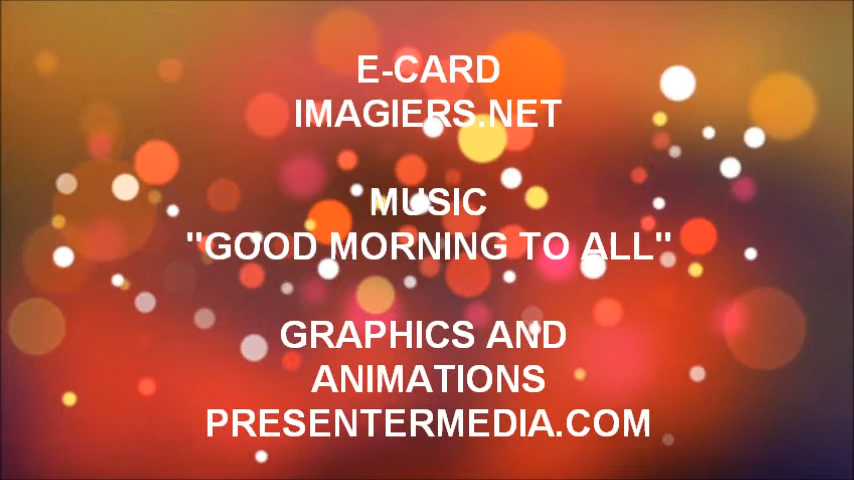 E-CARD
IMAGIERS.NET
MUSIC
"GOOD MORNING TO ALL"
GRAPHICS AND
ANIMATIONS
PRESENTERMEDIA.COM